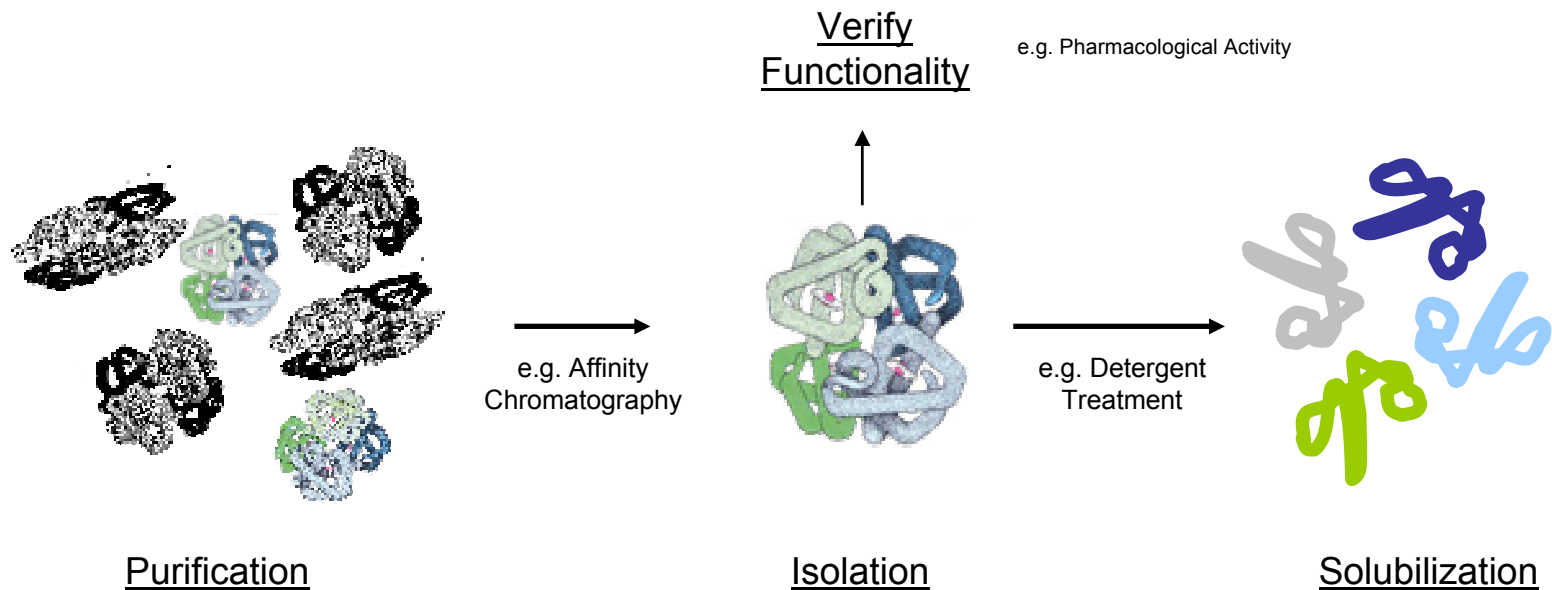 Verify
Functionality
e.g. Pharmacological Activity
e.g. Affinity
Chromatography
e.g. Detergent
Treatment
Purification
Isolation
Solubilization